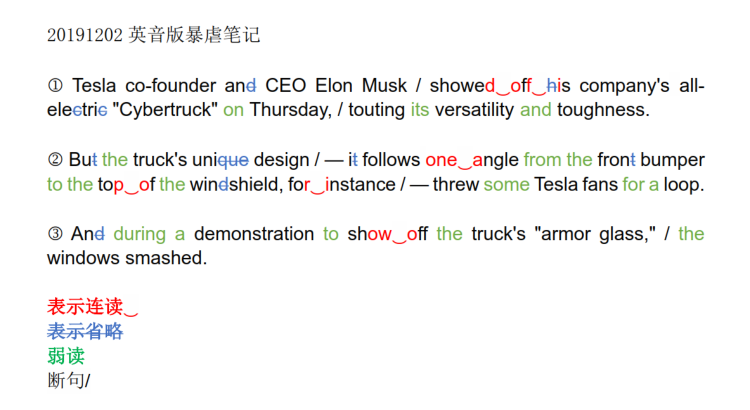 20191202 英音版暴虐笔记
① Tesla co-founder and CEO Elon Musk / showed‿off‿his company's all-
electric "Cybertruck" on Thursday, / touting its versatility and toughness.
② But the truck's unique design / — it follows one‿angle from the front bumper
to the top‿of the windshield, for‿instance / — threw some Tesla fans for a loop.
③ And during a demonstration to show‿off the truck's "armor glass," / the
windows smashed.
表示连读‿
表示省略
弱读
断句/